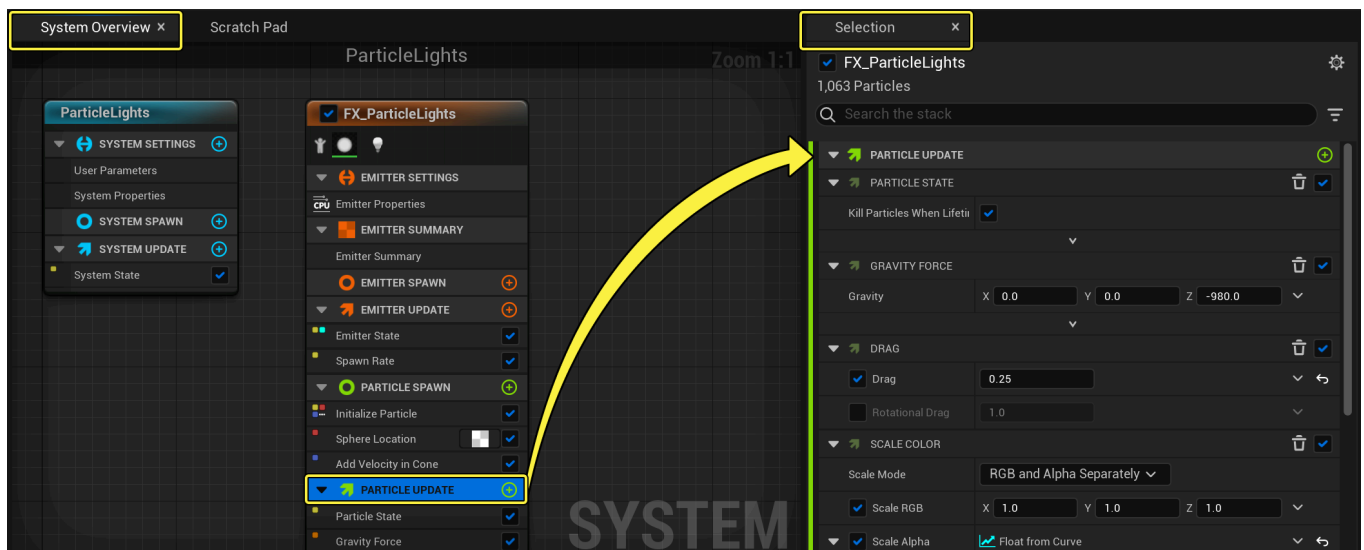 System Overview ×
Scratch Pad
ParticleLights
Zoom 1:1
ParticleLights
SYSTEM SETTINGS
User Parameters
System Properties
SYSTEM SPAWN
SYSTEM UPDATE
System State
FX_ParticleLights
EMITTER SETTINGS
CPU Emitter Properties
EMITTER SUMMARY
Emitter Summary
EMITTER SPAWN
EMITTER UPDATE
Emitter State
Spawn Rate
PARTICLE SPAWN
Initialize Particle
Sphere Location
Add Velocity in Cone
PARTICLE UPDATE
Particle State
Gravity Force
SYSTEM
Selection ×
FX_ParticleLights
1,063 Particles
Search the stack
PARTICLE UPDATE
PARTICLE STATE
Kill Particles When Lifeti
GRAVITY FORCE
Gravity X 0.0 Y 0.0 Z -980.0
DRAG
Drag 0.25
Rotational Drag 1.0
SCALE COLOR
Scale Mode RGB and Alpha Separately
Scale RGB X 1.0 Y 1.0 Z 1.0
Scale Alpha Float from Curve